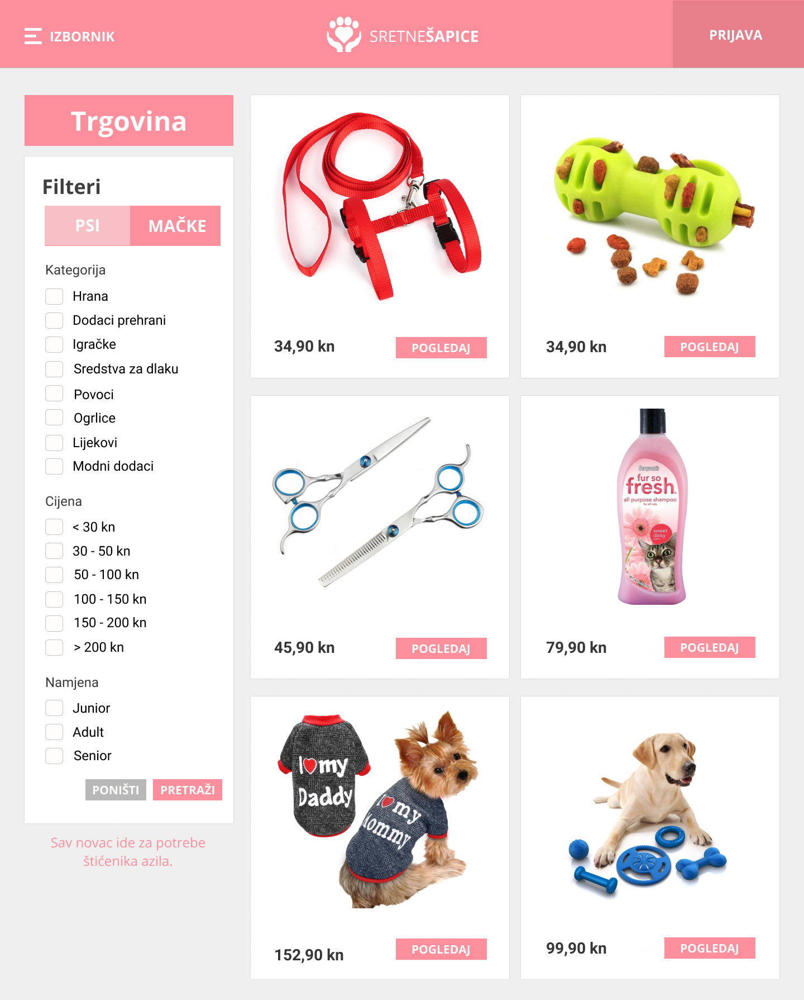 IZBORNIK
SRETNEŠAPICE
PRIJAVA
Trgovina
Filteri
PSI
MAČKE
Kategorija
Hrana
Dodaci prehrani
Igračke
Sredstva za dlaku
Povoci
Ogrlice
Lijekovi
Modni dodaci
Cijena
< 30 kn
30 - 50 kn
50 - 100 kn
100 - 150 kn
150 - 200 kn
> 200 kn
Namjena
Junior
Adult
Senior
PONIŠTI
PRETRAŽI
Sav novac ide za potrebe
štićenika azila.
34,90 kn
POGLEDAJ
34,90 kn
POGLEDAJ
45,90 kn
POGLEDAJ
Sergeant's
fur so
fresh
all purpose shampoo
for all cats
sweet
daisy
scent
79,90 kn
POGLEDAJ
I my
Daddy
I my
Mommy
152,90 kn
POGLEDAJ
99,90 kn
POGLEDAJ